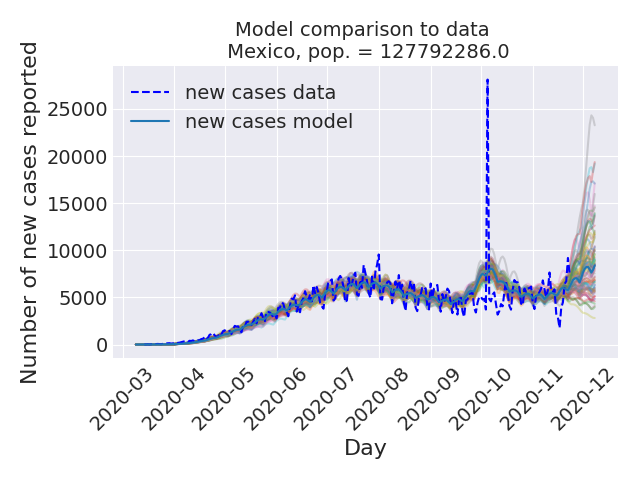 Model comparison to data
Mexico, pop. = 127792286.0
Number of new cases reported
25000
20000
15000
10000
5000
0
new cases data
new cases model
2020-03
2020-04
2020-05
2020-06
2020-07
2020-08
2020-09
2020-10
2020-11
2020-12
Day